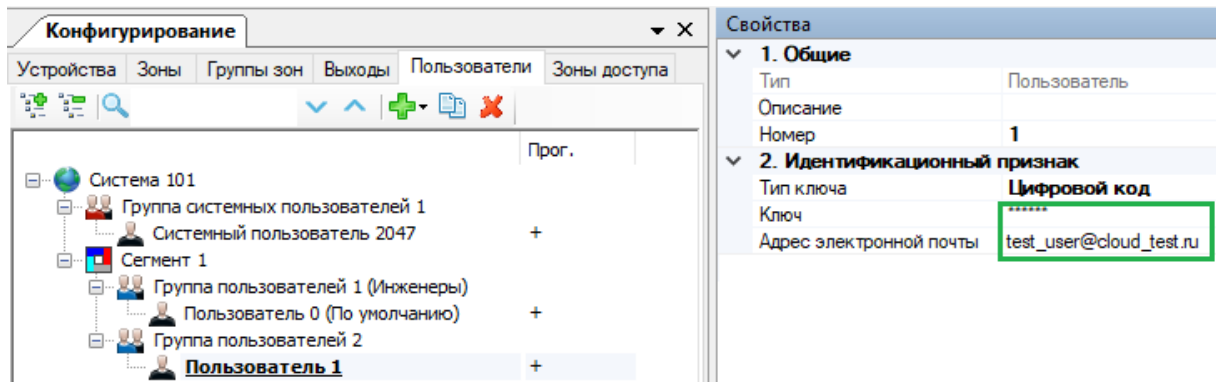 Конфигурирование
Устройства Зоны Группы зон Выходы Пользователи Зоны доступа
Прог.
Система 101
Группа системных пользователей 1
Системный пользователь 2047 +
Сегмент 1
Группа пользователей 1 (Инженеры)
Пользователь 0 (По умолчанию) +
Группа пользователей 2
Пользователь 1 +
Свойства
1. Общие
Тип Пользователь
Описание
Номер 1
2. Идентификационный признак
Тип ключа Цифровой код
Ключ ******
Адрес электронной почты test_user@cloud_test.ru